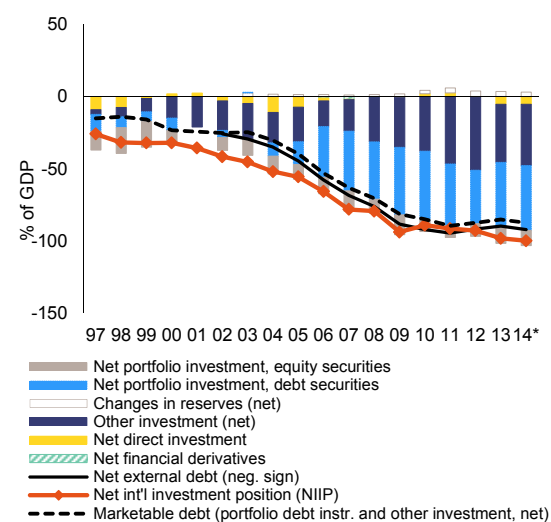 50
0
-50
-100
-150
% of GDP
97 98 99 00 01 02 03 04 05 06 07 08 09 10 11 12 13 14*
Net portfolio investment, equity securities
Net portfolio investment, debt securities
Changes in reserves (net)
Other investment (net)
Net direct investment
Net financial derivatives
Net external debt (neg. sign)
Net int'l investment position (NIIP)
Marketable debt (portfolio debt instr. and other investment, net)